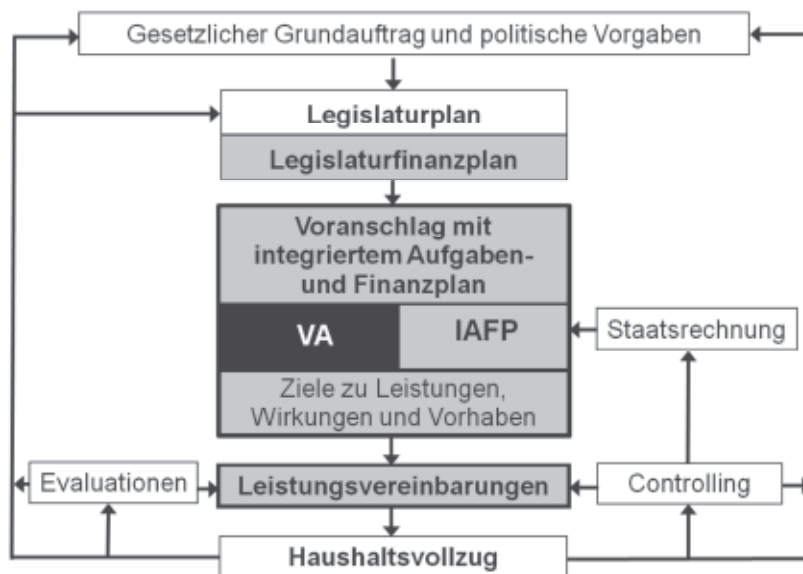 Gesetzlicher Grundauftrag und politische Vorgaben
Legislaturplan
Legislaturfinanzplan
Voranschlag mit
integriertem Aufgaben-
und Finanzplan
VA
IAFP
Staatsrechnung
Ziele zu Leistungen,
Wirkungen und Vorhaben
Evaluationen
Leistungsvereinbarungen
Controlling
Haushaltsvollzug